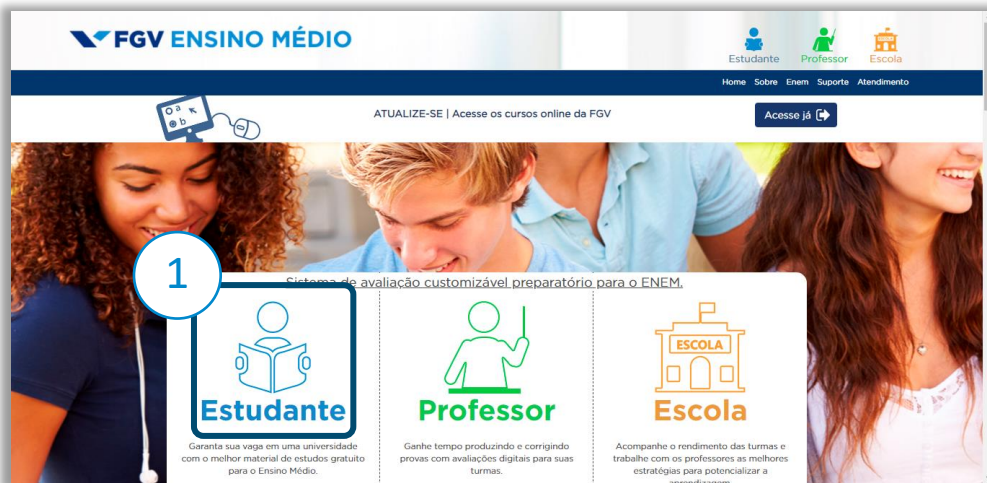 FGV ENSINO MÉDIO
Estudante Professor Escola
Home Sobre Enem Suporte Atendimento
ATUALIZE-SE | Acesse os cursos online da FGV
Acesse já
1
Sistema de avaliação customizável preparatório para o ENEM.
ESCOLA
Estudante
Garanta sua vaga em uma universidade
com o melhor material de estudos gratuito
para o Ensino Médio.
Professor
Ganhe tempo produzindo e corrigindo
provas com avaliações digitais para suas
turmas.
Escola
Acompanhe o rendimento das turmas e
trabalhe com os professores as melhores
estratégias para potencializar a
aprendizagem